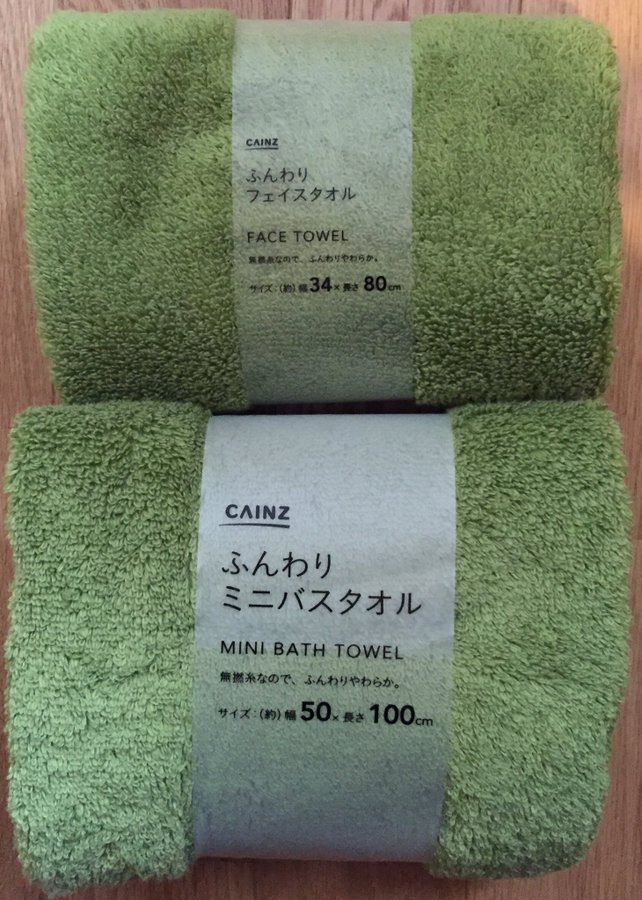 CAINZ
ふんわり
フェイスタオル
FACE TOWEL
無撚糸なので、ふんわりやわらか。
サイズ:(約)幅34×長さ80cm
CAINZ
ふんわり
ミニバスタオル
MINI BATH TOWEL
無撚糸なので、ふんわりやわらか。
サイズ:(約)幅50×長さ100cm